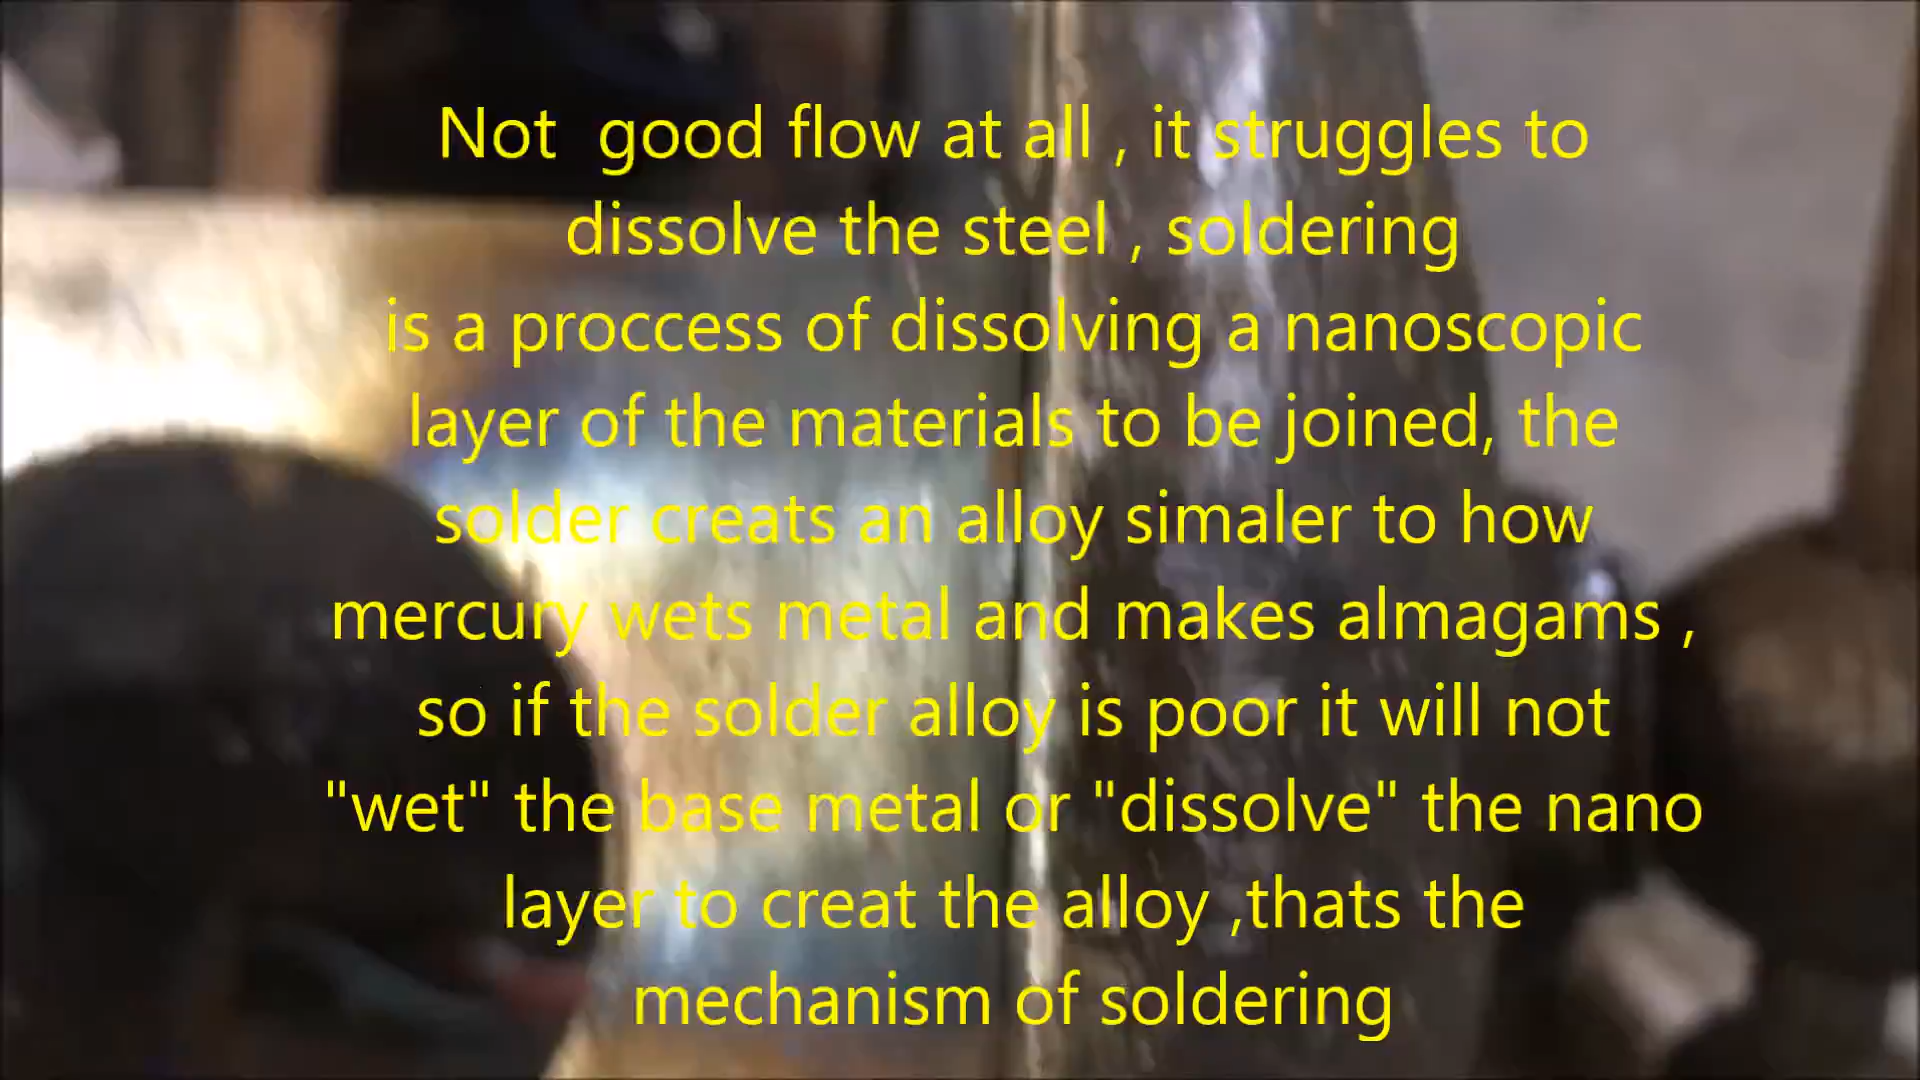 Not  good flow at all , it struggles to
dissolve the steel , soldering
is a proccess of dissolving a nanoscopic
layer of the materials to be joined, the
solder creats an alloy simaler to how
mercury wets metal and makes almagams ,
so if the solder alloy is poor it will not
"wet" the base metal or "dissolve" the nano
layer to creat the alloy ,thats the
mechanism of soldering